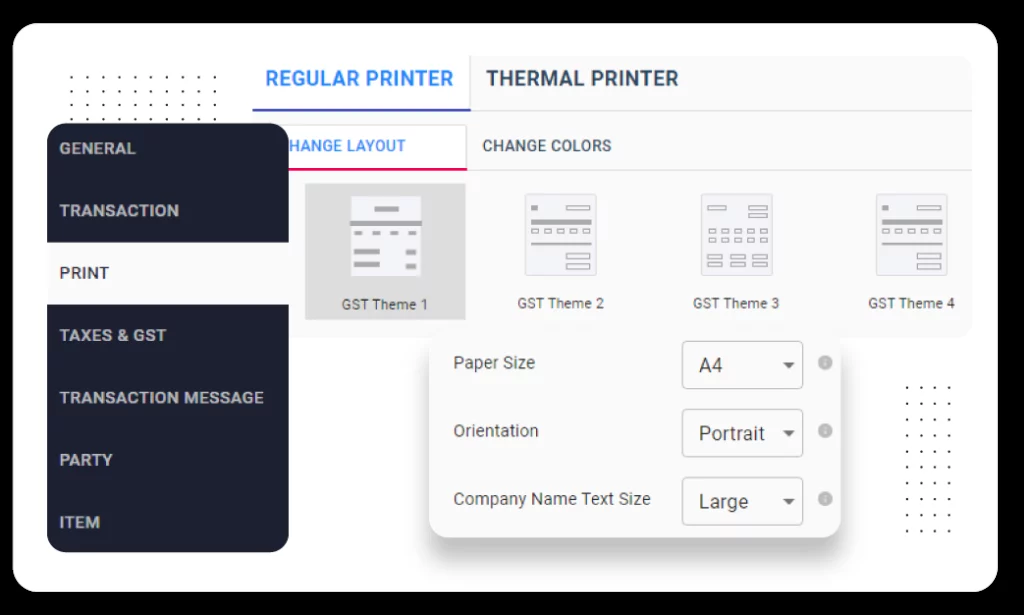 REGULAR PRINTER THERMAL PRINTER
GENERAL
HANGE LAYOUT CHANGE COLORS
TRANSACTION
PRINT
GST Theme 1 GST Theme 2 GST Theme 3 GST Theme 4
TAXES & GST
TRANSACTION MESSAGE
PARTY
ITEM
Paper Size A4
Orientation Portrait
Company Name Text Size Large